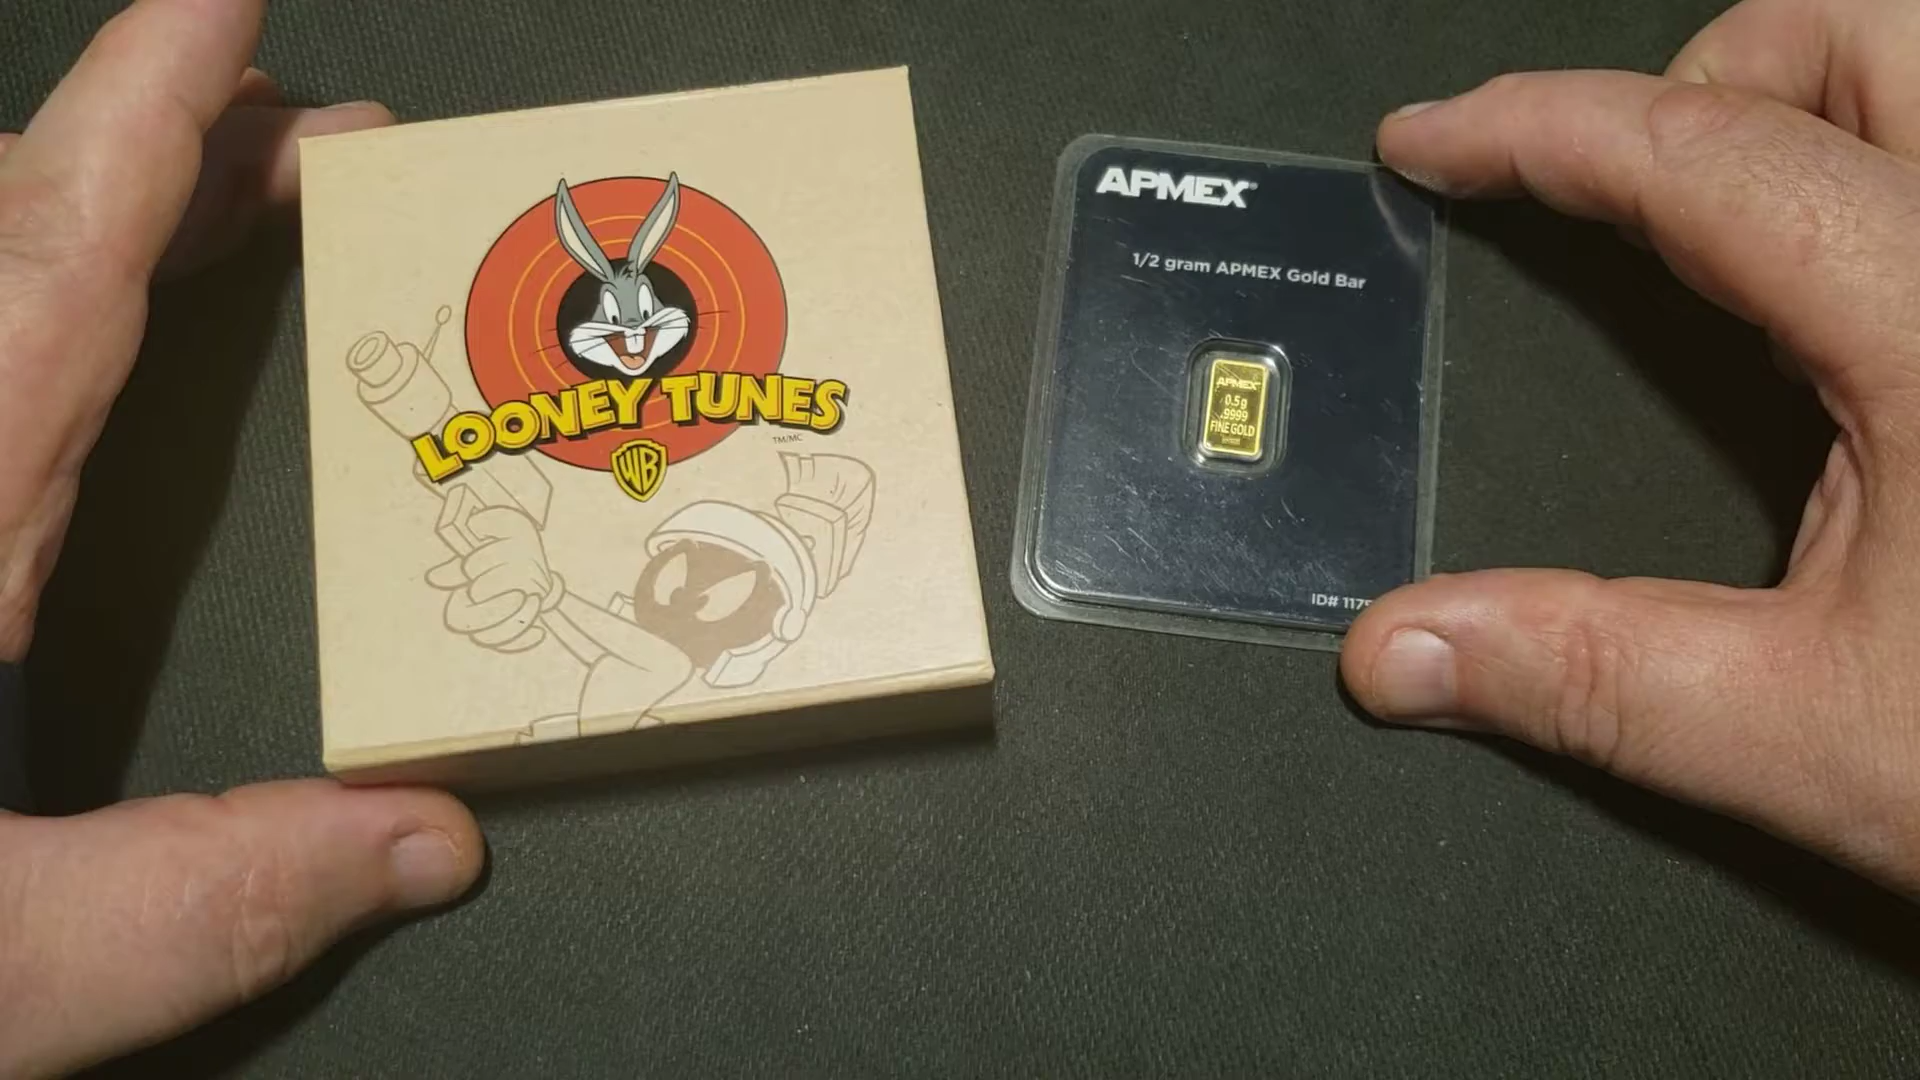 LOONEY TUNES
TM/MC
WB
APMEX®
1/2 gram APMEX Gold Bar
APMEX
0.5g
.9999
FINE GOLD
ID# 1175